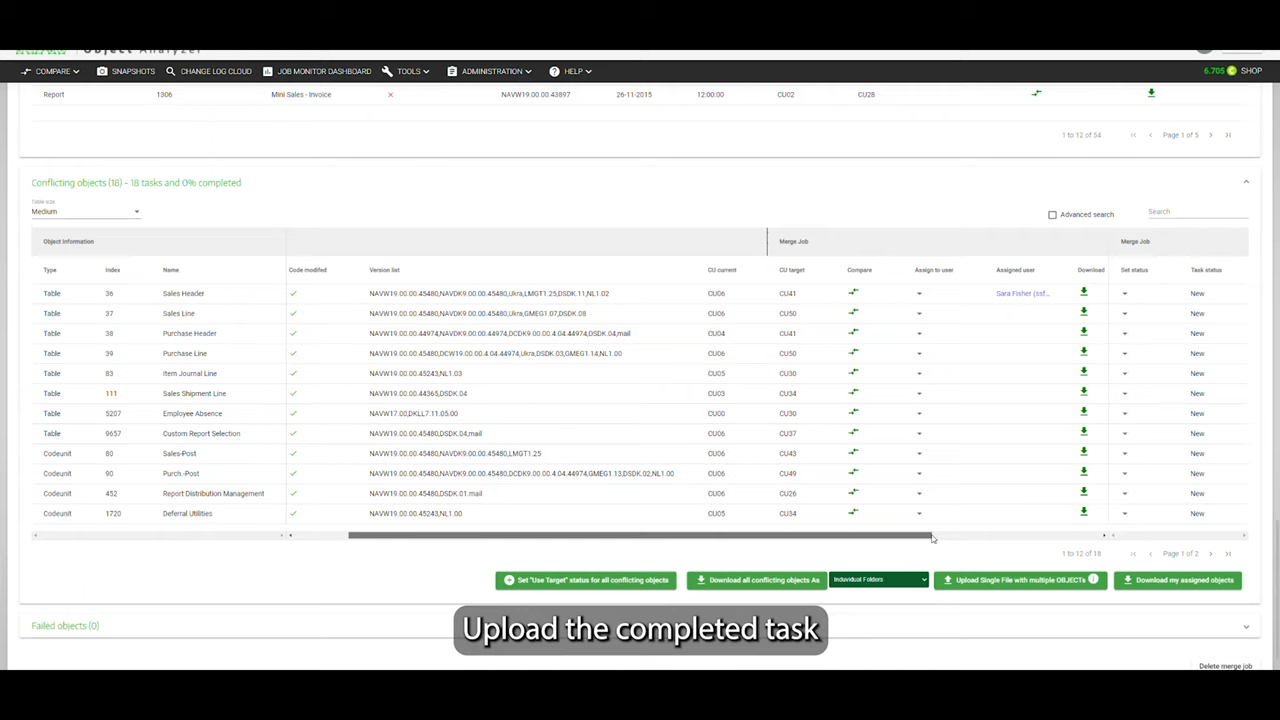 Object Analyzer
COMPARE SNAPSHOTS CHANGE LOG CLOUD JOB MONITOR DASHBOARD TOOLS ADMINISTRATION HELP 6.705 SHOP
Report 1306 Mini Sales - Invoice NAVW19.00.00.43897 26-11-2015 12:00:00 CU02 CU28
1 to 12 of 54 Page 1 of 5
Conflicting objects (18) - 18 tasks and 0% completed
Table size
Medium
Advanced search Search
Object Information Merge Job Merge Job
Type Index Name Code modified Version list CU current CU target Compare Assign to user Assigned user Download Set status Task status
Table 36 Sales Header NAVW19.00.00.45480,NAVDK9.00.00.45480,Ukra,LMGT1.25,DSDK.11,NL1.02 CU06 CU41 Sara Fisher (ssf... New
Table 37 Sales Line NAVW19.00.00.45480,NAVDK9.00.00.45480,Ukra,GMEG1.07,DSDK.08 CU06 CU50 New
Table 38 Purchase Header NAVW19.00.00.44974,NAVDK9.00.00.44974,DCDK9.00.00.4.04.44974,DSDK.04,mail CU04 CU41 New
Table 39 Purchase Line NAVW19.00.00.45480,DCW19.00.00.4.04.44974,Ukra,DSDK.03,GMEG1.14,NL1.00 CU06 CU50 New
Table 83 Item Journal Line NAVW19.00.00.45243,NL1.03 CU05 CU30 New
Table 111 Sales Shipment Line NAVW19.00.00.44365,DSDK.04 CU03 CU34 New
Table 5207 Employee Absence NAVW17.00,DKLL7.11.05.00 CU00 CU30 New
Table 9657 Custom Report Selection NAVW19.00.00.45480,DSDK.04,mail CU06 CU37 New
Codeunit 80 Sales-Post NAVW19.00.00.45480,NAVDK9.00.00.45480,LMGT1.25 CU06 CU43 New
Codeunit 90 Purch.-Post NAVW19.00.00.45480,NAVDK9.00.00.45480,DCDK9.00.00.4.04.44974,GMEG1.13,DSDK.02,NL1.00 CU06 CU49 New
Codeunit 452 Report Distribution Management NAVW19.00.00.45480,DSDK.01.mail CU06 CU26 New
Codeunit 1720 Deferral Utilities NAVW19.00.00.45243,NL1.00 CU05 CU34 New
1 to 12 of 18 Page 1 of 2
Set "Use Target" status for all conflicting objects Download all conflicting objects As Individual Folders Upload Single File with multiple OBJECTs Download my assigned objects
Upload the completed task
Failed objects (0)
Delete merge job